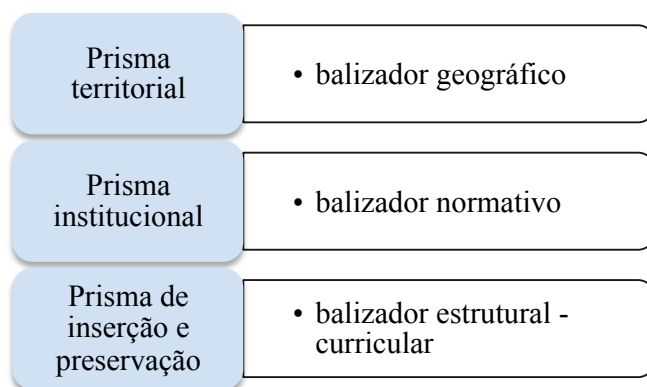 Prisma
territorial
• balizador geográfico
Prisma
institucional
• balizador normativo
Prisma de
inserção e
preservação
• balizador estrutural -
curricular